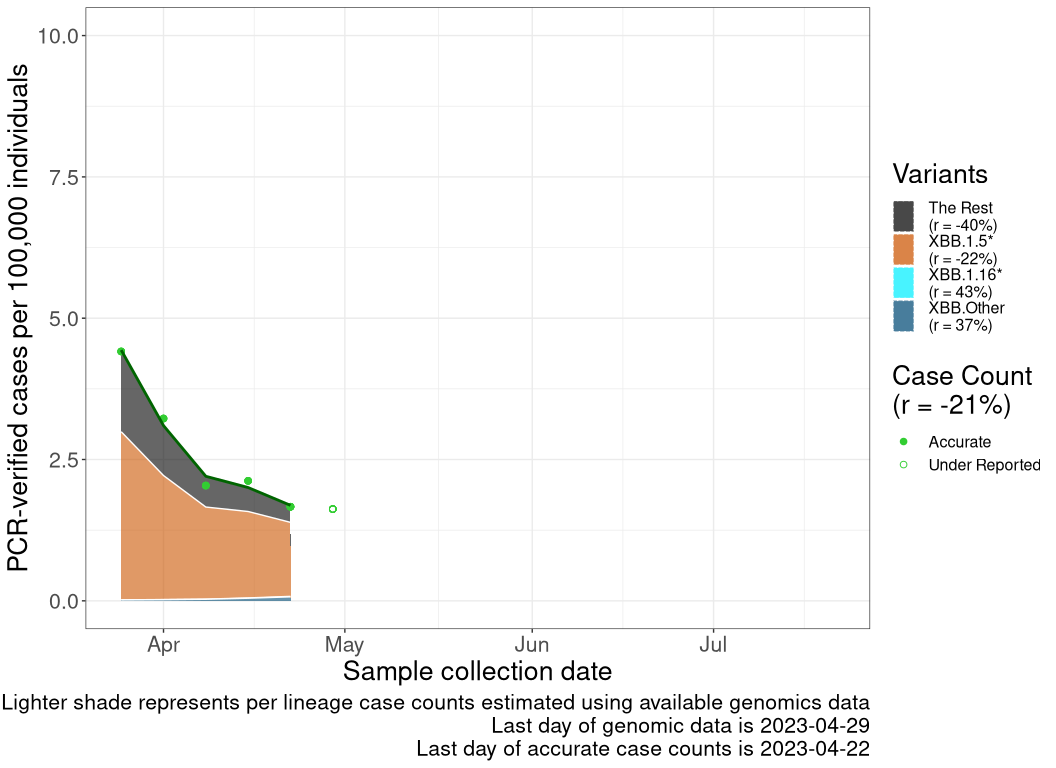 PCR-verified cases per 100,000 individuals
10.0
7.5
5.0
2.5
0.0
Apr
May
Jun
Jul
Sample collection date
Variants
The Rest
(r = -40%)
XBB.1.5*
(r = -22%)
XBB.1.16*
(r = 43%)
XBB.Other
(r = 37%)
Case Count
(r = -21%)
Accurate
Under Reported
Lighter shade represents per lineage case counts estimated using available genomics data
Last day of genomic data is 2023-04-29
Last day of accurate case counts is 2023-04-22